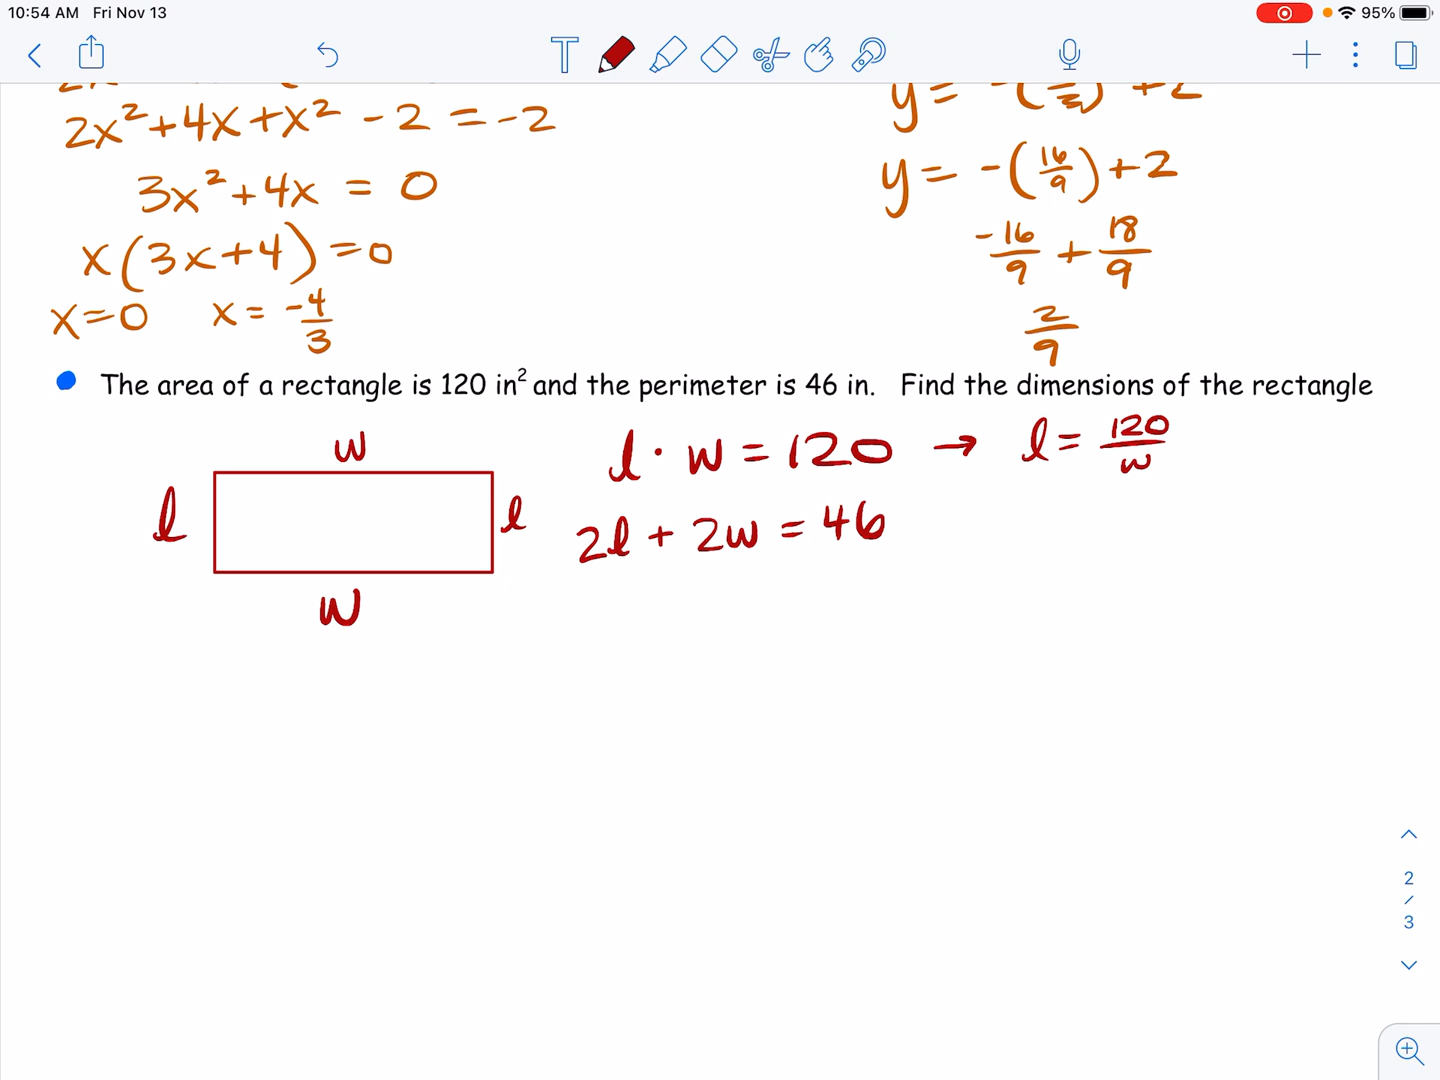 10:54 AM Fri Nov 13
95%
T
2x² + 4x + x² - 2 = -2
3x² + 4x = 0
x(3x + 4) = 0
x = 0 x = -4/3
y = -(16/9) + 2
-16/9 + 18/9
2/9
The area of a rectangle is 120 in² and the perimeter is 46 in. Find the dimensions of the rectangle
w
l
l
w
l · w = 120 → l = 120/w
2l + 2w = 46
2
/
3